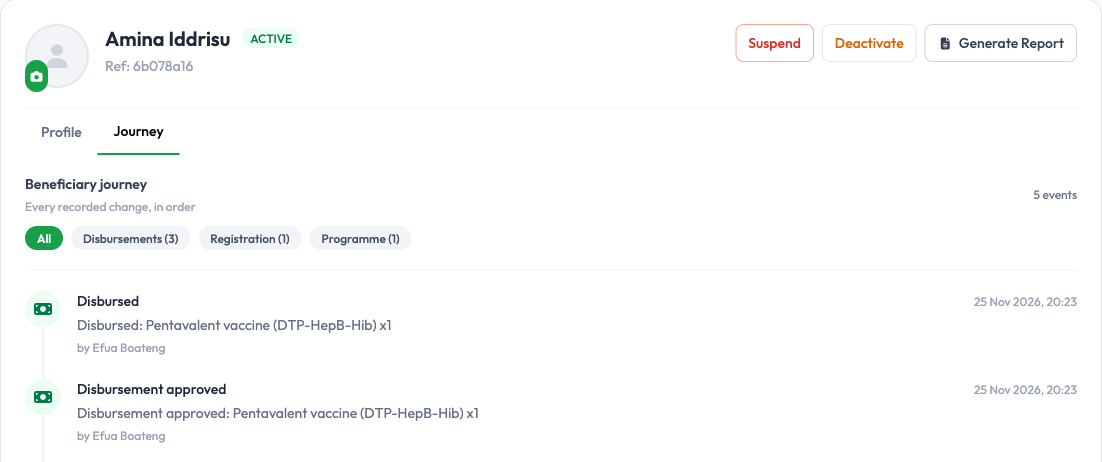 Amina Iddrisu ACTIVE
Ref: 6b078a16
Suspend
Deactivate
Generate Report
Profile
Journey
Beneficiary journey
Every recorded change, in order
5 events
All
Disbursements (3)
Registration (1)
Programme (1)
Disbursed
25 Nov 2026, 20:23
Disbursed: Pentavalent vaccine (DTP-HepB-Hib) x1
by Efua Boateng
Disbursement approved
25 Nov 2026, 20:23
Disbursement approved: Pentavalent vaccine (DTP-HepB-Hib) x1
by Efua Boateng